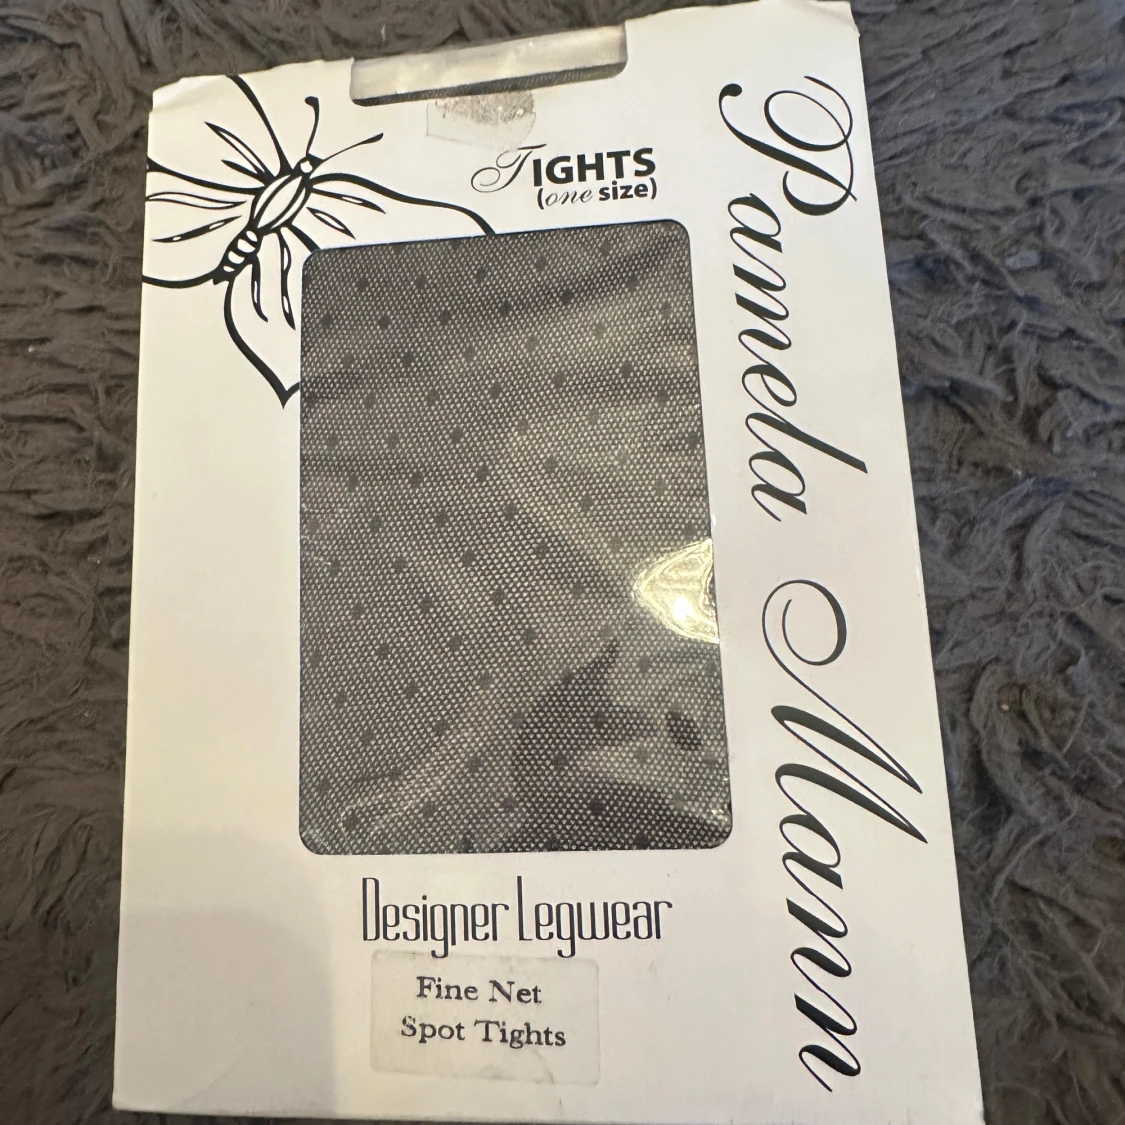 TIGHTS
(one size)
Pamela Mann
Designer Legwear
Fine Net
Spot Tights